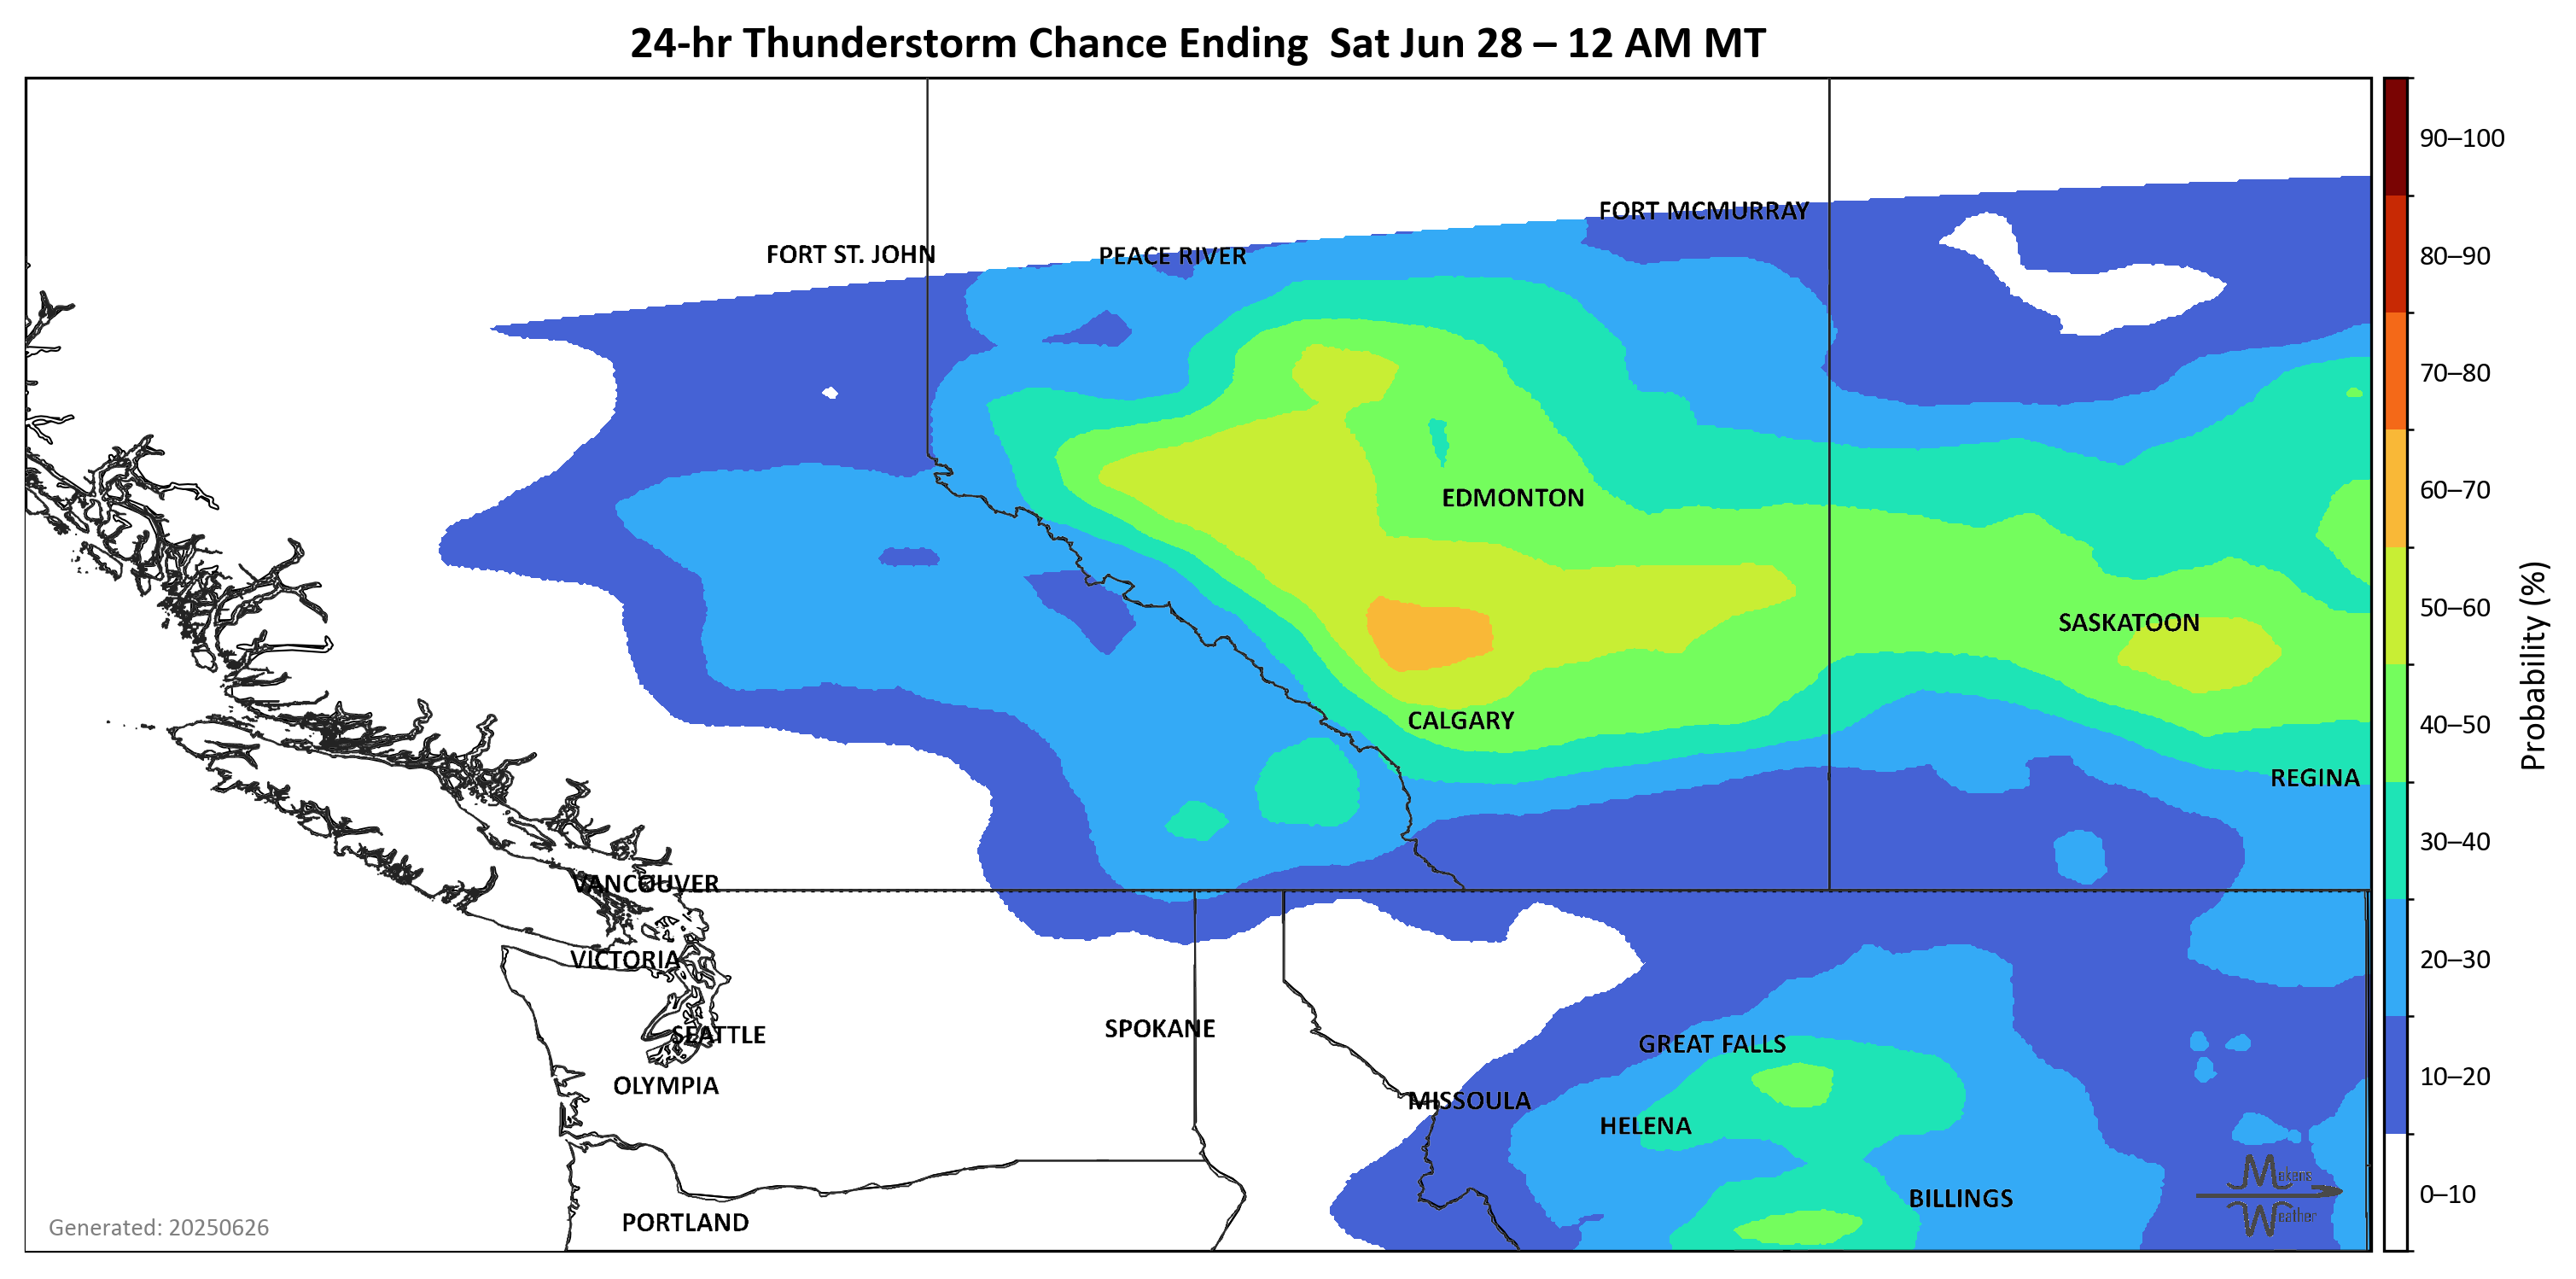 24-hr Thunderstorm Chance Ending  Sat Jun 28 – 12 AM MT
90–100
80–90
70–80
60–70
50–60
40–50
30–40
20–30
10–20
0–10
Probability (%)
FORT MCMURRAY
FORT ST. JOHN
PEACE RIVER
EDMONTON
SASKATOON
CALGARY
REGINA
VANCOUVER
VICTORIA
SEATTLE
SPOKANE
GREAT FALLS
OLYMPIA
MISSOULA
HELENA
BILLINGS
PORTLAND
Mekens
Weather
Generated: 20250626